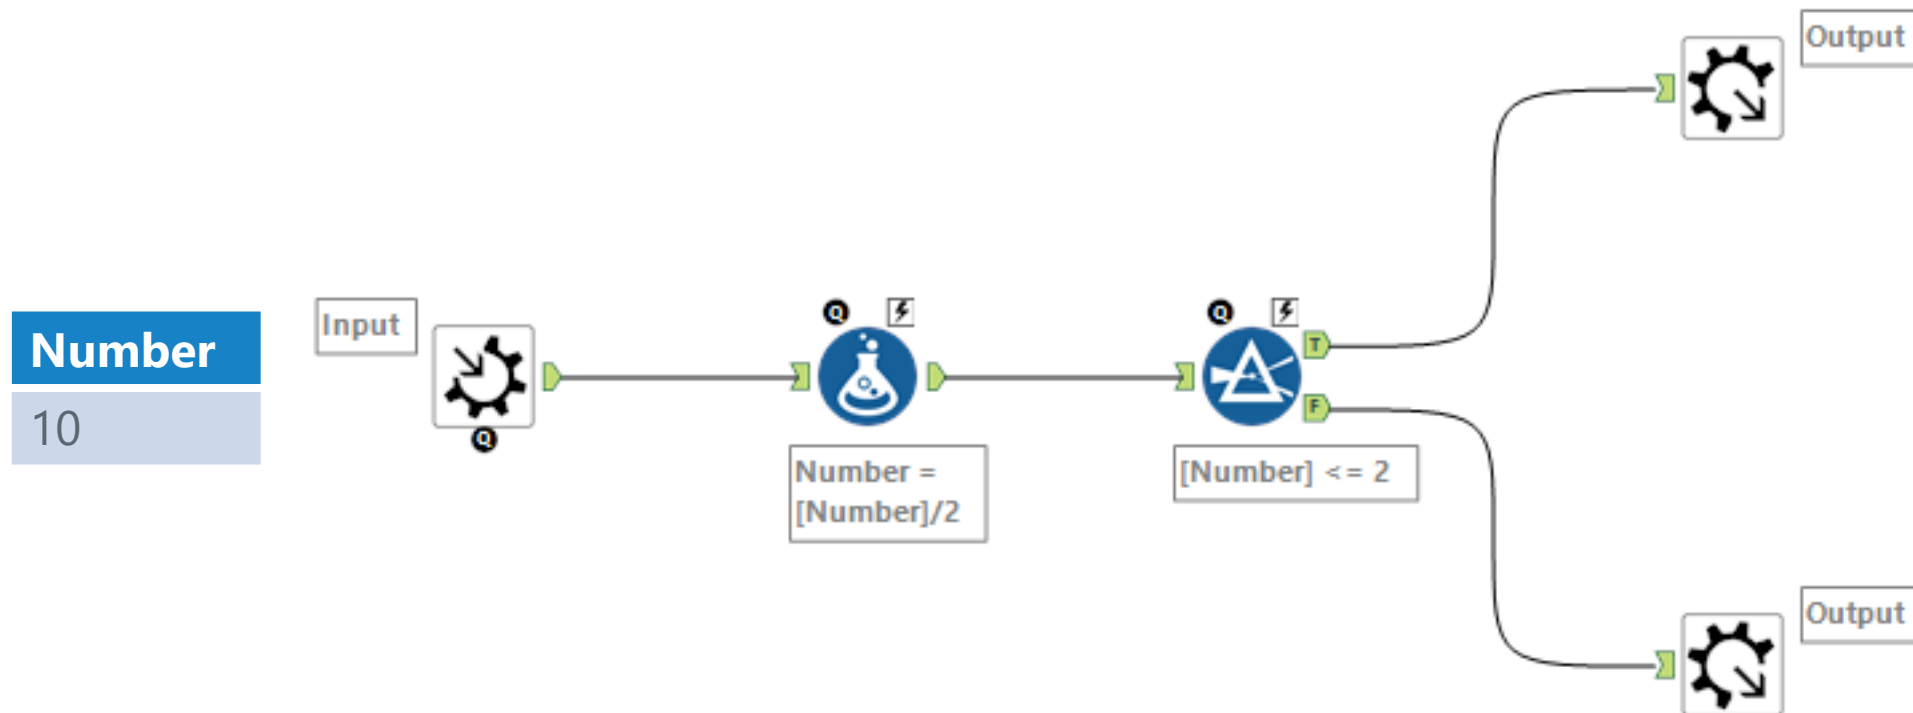 Output
Input
Number
10
Q
Q
Q
T
F
Number =
[Number]/2
[Number] <= 2
Output